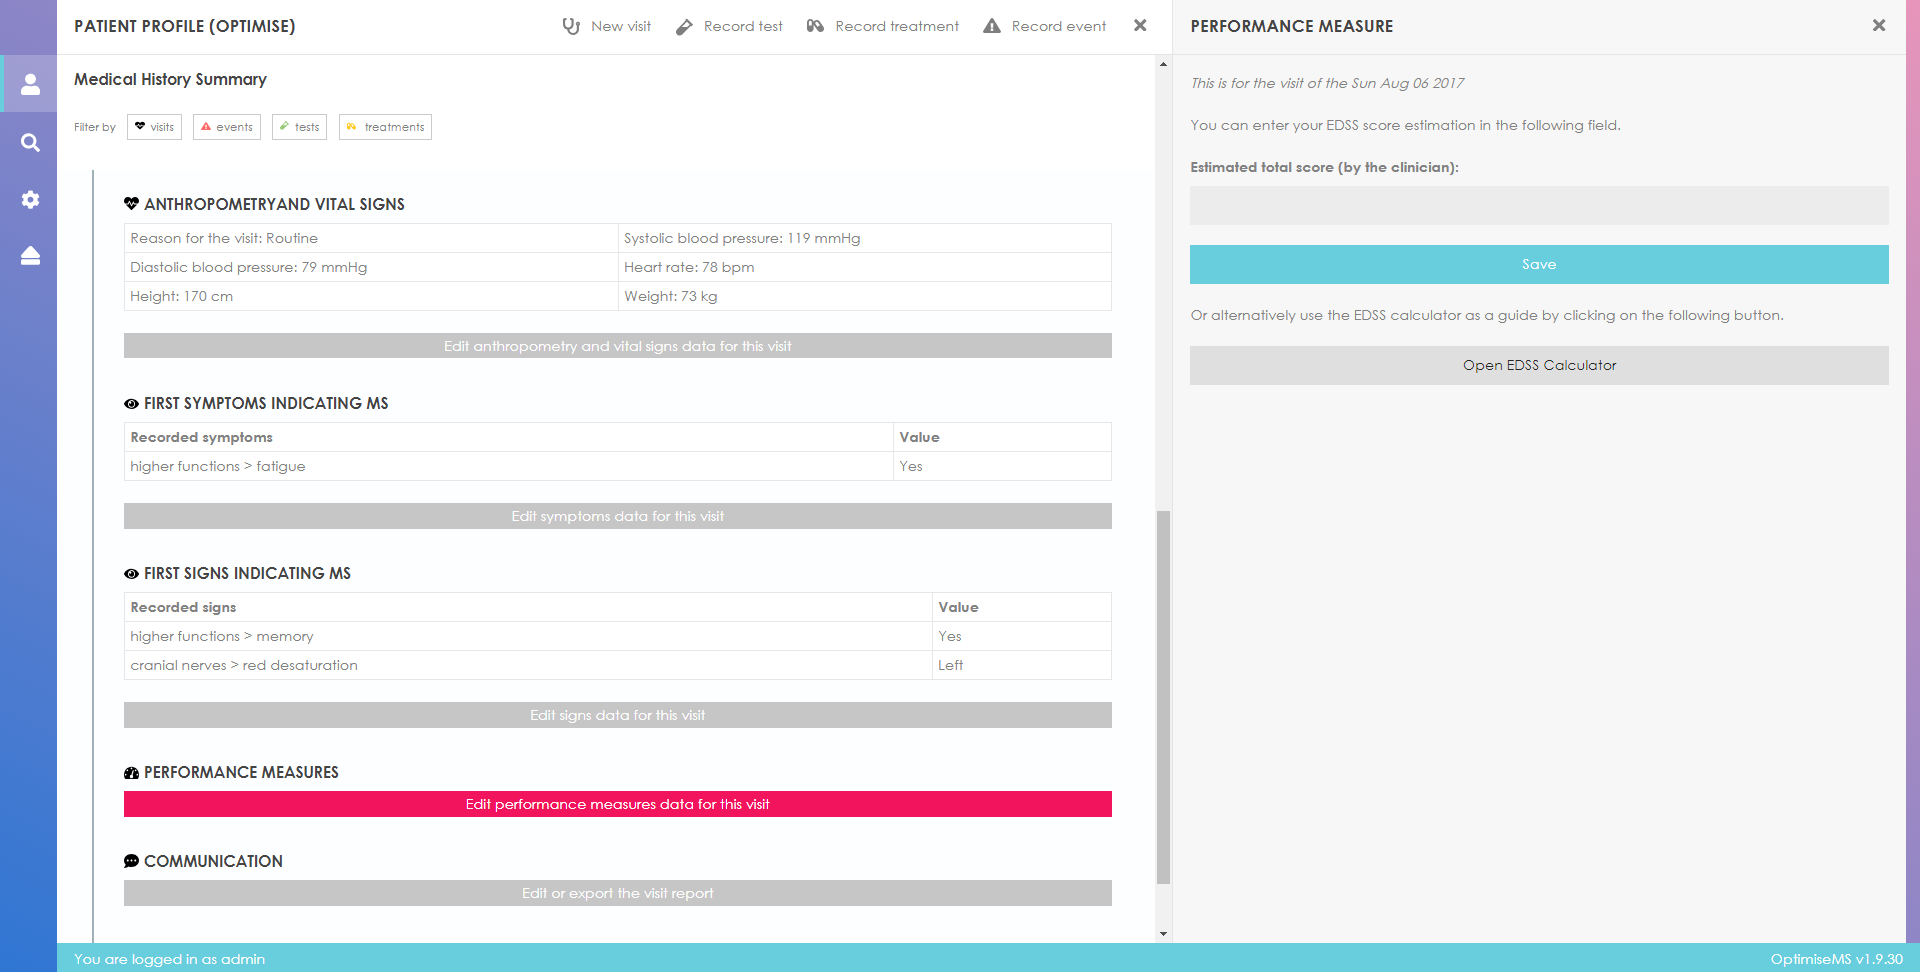 PATIENT PROFILE (OPTIMISE)
New visit
Record test
Record treatment
Record event
Medical History Summary
Filter by
visits
events
tests
treatments
ANTHROPOMETRYAND VITAL SIGNS
Reason for the visit: Routine
Systolic blood pressure: 119 mmHg
Diastolic blood pressure: 79 mmHg
Heart rate: 78 bpm
Height: 170 cm
Weight: 73 kg
Edit anthropometry and vital signs data for this visit
FIRST SYMPTOMS INDICATING MS
Recorded symptoms
Value
higher functions > fatigue
Yes
Edit symptoms data for this visit
FIRST SIGNS INDICATING MS
Recorded signs
Value
higher functions > memory
Yes
cranial nerves > red desaturation
Left
Edit signs data for this visit
PERFORMANCE MEASURES
Edit performance measures data for this visit
COMMUNICATION
Edit or export the visit report
PERFORMANCE MEASURE
This is for the visit of the Sun Aug 06 2017
You can enter your EDSS score estimation in the following field.
Estimated total score (by the clinician):
Save
Or alternatively use the EDSS calculator as a guide by clicking on the following button.
Open EDSS Calculator
You are logged in as admin
OptimiseMS v1.9.30